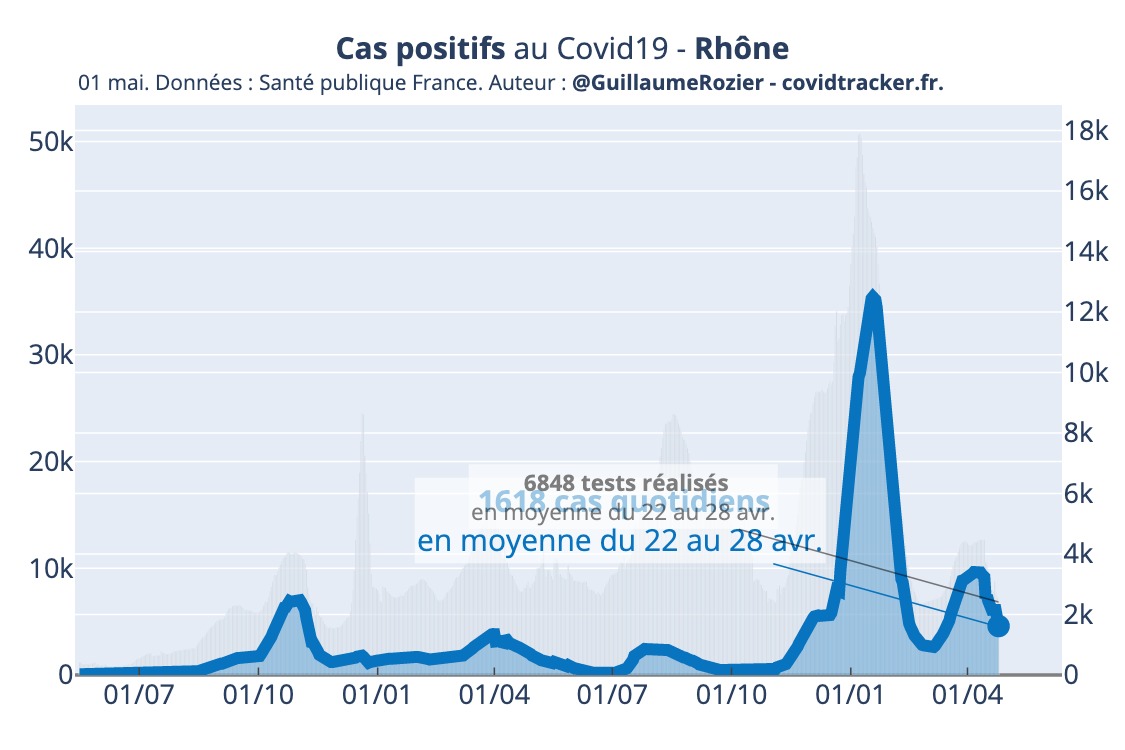 Cas positifs au Covid19 - Rhône
01 mai. Données : Santé publique France. Auteur : @GuillaumeRozier - covidtracker.fr.
50k
40k
30k
20k
10k
0
18k
16k
14k
12k
10k
8k
6k
4k
2k
0
6848 tests réalisés
1618 cas quotidiens
en moyenne du 22 au 28 avr.
en moyenne du 22 au 28 avr.
01/07 01/10 01/01 01/04 01/07 01/10 01/01 01/04